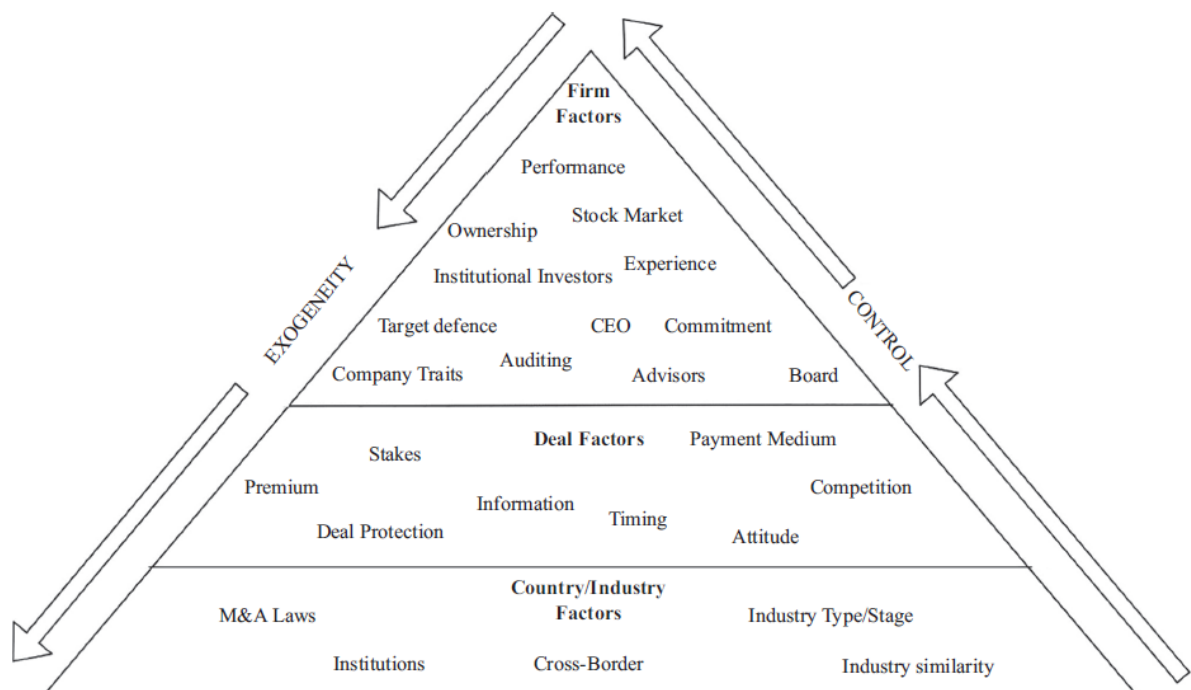 Firm
Factors
Performance
Stock Market
Ownership
Experience
Institutional Investors
EXOGENEITY
CONTROL
Target defence
CEO
Commitment
Auditing
Company Traits
Advisors
Board
Deal Factors
Payment Medium
Stakes
Premium
Competition
Information
Timing
Deal Protection
Attitude
Country/Industry
Factors
M&A Laws
Industry Type/Stage
Institutions
Cross-Border
Industry similarity